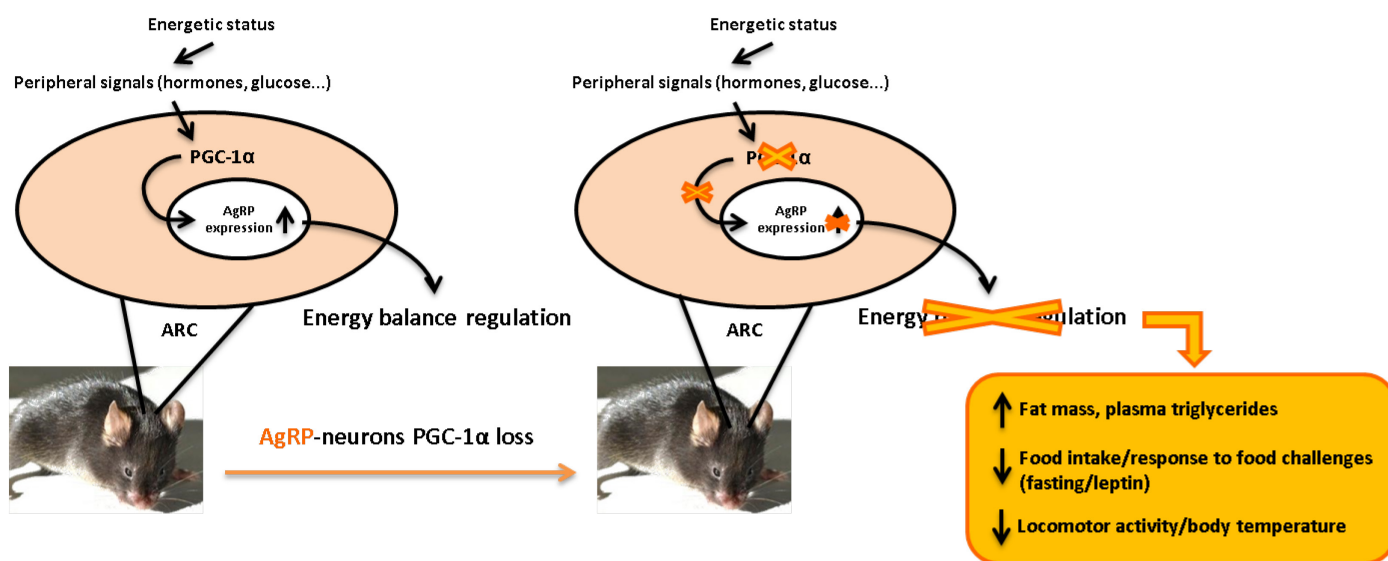 Energetic status
Peripheral signals (hormones, glucose...)
PGC-1α
AgRP
expression
Energy balance regulation
ARC
AgRP-neurons PGC-1α loss
Energetic status
Peripheral signals (hormones, glucose...)
α
AgRP
expression
Energy
ARC
Fat mass, plasma triglycerides
Food intake/response to food challenges
(fasting/leptin)
Locomotor activity/body temperature